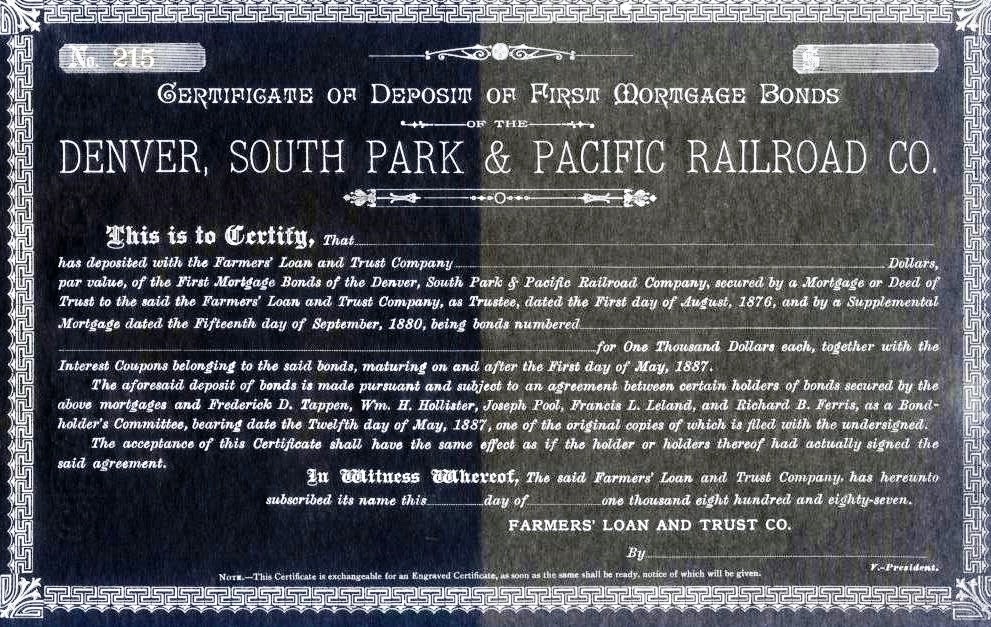 No. 215
$
CERTIFICATE OF DEPOSIT OF FIRST MORTGAGE BONDS
OF THE
DENVER, SOUTH PARK & PACIFIC RAILROAD CO.
This is to Certify, That
has deposited with the Farmers' Loan and Trust Company Dollars,
par value, of the First Mortgage Bonds of the Denver, South Park & Pacific Railroad Company, secured by a Mortgage or Deed of
Trust to the said the Farmers' Loan and Trust Company, as Trustee, dated the First day of August, 1876, and by a Supplemental
Mortgage dated the Fifteenth day of September, 1880, being bonds numbered
for One Thousand Dollars each, together with the
Interest Coupons belonging to the said bonds, maturing on and after the First day of May, 1887.
The aforesaid deposit of bonds is made pursuant and subject to an agreement between certain holders of bonds secured by the
above mortgages and Frederick D. Tappen, Wm. H. Hollister, Joseph Pool, Francis L. Leland, and Richard B. Ferris, as a Bond-
holder's Committee, bearing date the Twelfth day of May, 1887, one of the original copies of which is filed with the undersigned.
The acceptance of this Certificate shall have the same effect as if the holder or holders thereof had actually signed the
said agreement.
In Witness Whereof, The said Farmers' Loan and Trust Company, has hereunto
subscribed its name this day of one thousand eight hundred and eighty-seven.
FARMERS' LOAN AND TRUST CO.
By
V.-President.
NOTE.—This Certificate is exchangeable for an Engraved Certificate, as soon as the same shall be ready, notice of which will be given.